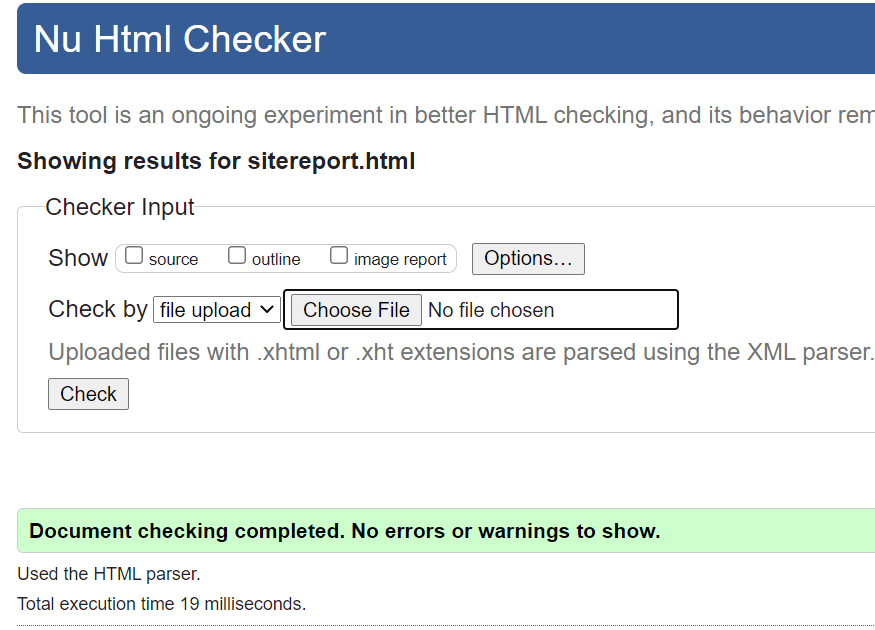 Nu Html Checker
This tool is an ongoing experiment in better HTML checking, and its behavior rem
Showing results for sitereport.html
Checker Input
Show source outline image report Options...
Check by file upload Choose File No file chosen
Uploaded files with .xhtml or .xht extensions are parsed using the XML parser.
Check
Document checking completed. No errors or warnings to show.
Used the HTML parser.
Total execution time 19 milliseconds.